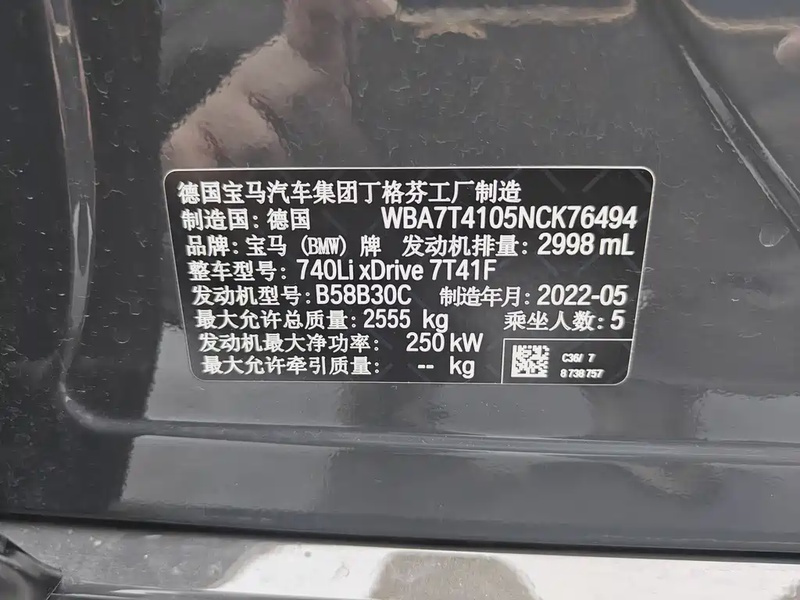 德国宝马汽车集团丁格芬工厂制造
制造国：德国 WBA7T4105NCK76494
品牌：宝马（BMW）牌 发动机排量：2998 mL
整车型号：740Li xDrive 7T41F
发动机型号：B58B30C 制造年月：2022-05
最大允许总质量：2555 kg 乘坐人数：5
发动机最大净功率： 250 kW
最大允许牵引质量： -- kg
C36/ 7
8 738 757